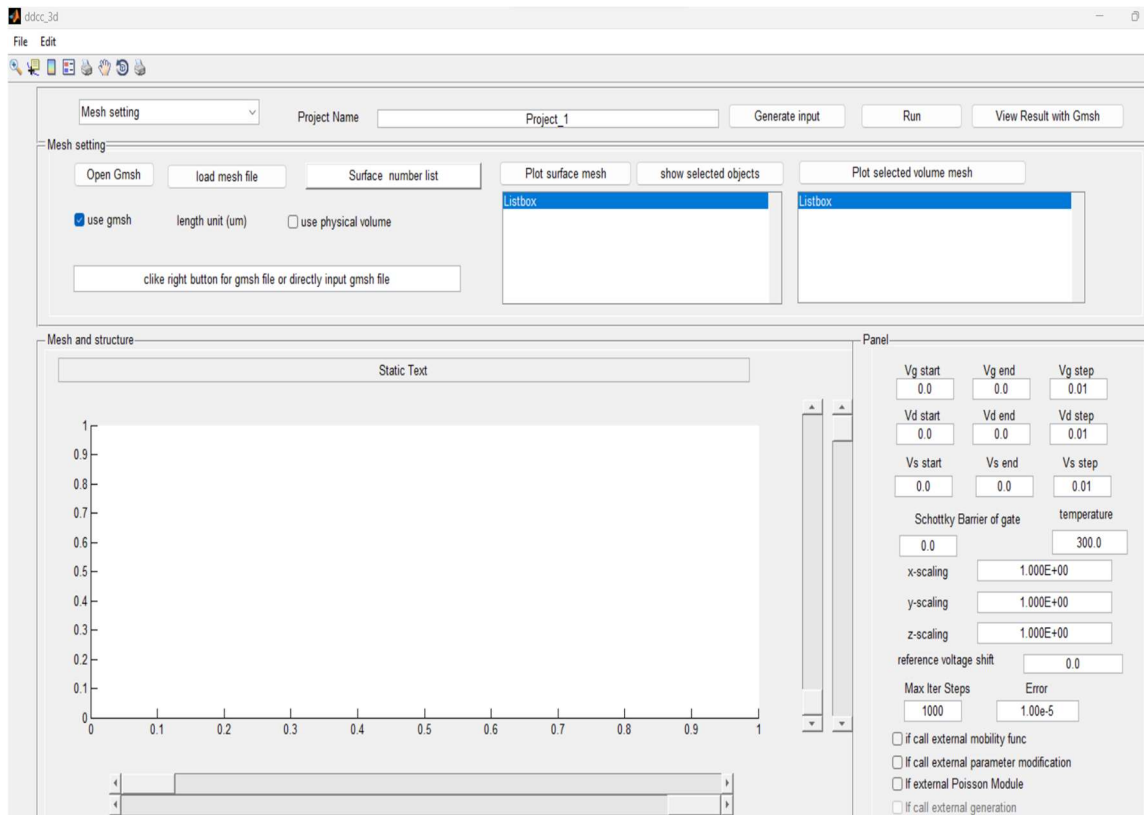 ddcc_3d
File Edit
Mesh setting Project Name Project_1 Generate input Run View Result with Gmsh
Mesh setting
Open Gmsh load mesh file Surface number list Plot surface mesh show selected objects Plot selected volume mesh
Listbox Listbox
use gmsh length unit (um) use physical volume
clike right button for gmsh file or directly input gmsh file
Mesh and structure
Static Text
1
0.9
0.8
0.7
0.6
0.5
0.4
0.3
0.2
0.1
0
0 0.1 0.2 0.3 0.4 0.5 0.6 0.7 0.8 0.9 1
Panel
Vg start Vg end Vg step
0.0 0.0 0.01
Vd start Vd end Vd step
0.0 0.0 0.01
Vs start Vs end Vs step
0.0 0.0 0.01
Schottky Barrier of gate temperature
0.0 300.0
x-scaling 1.000E+00
y-scaling 1.000E+00
z-scaling 1.000E+00
reference voltage shift 0.0
Max Iter Steps Error
1000 1.00e-5
if call external mobility func
If call external parameter modification
If external Poisson Module
If call external generation